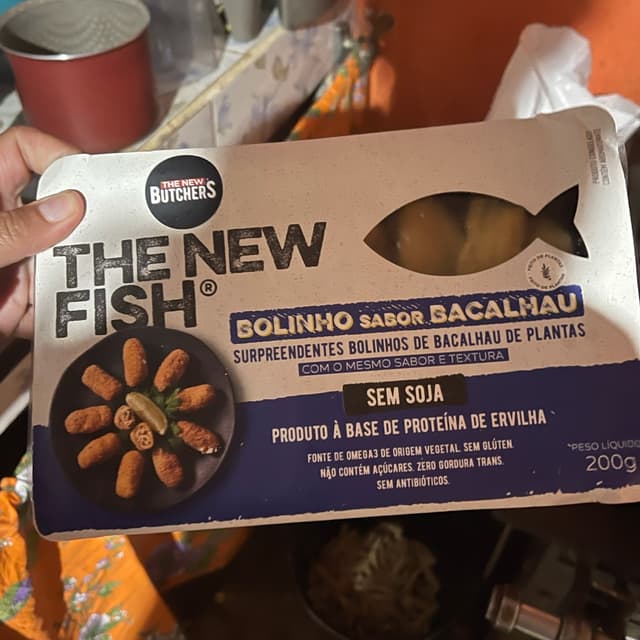 THE NEW
BUTCHERS
THE NEW
FISH®
BOLINHO SABOR BACALHAU
SURPREENDENTES BOLINHOS DE BACALHAU DE PLANTAS
COM O MESMO SABOR E TEXTURA
SEM SOJA
PRODUTO À BASE DE PROTEÍNA DE ERVILHA
FONTE DE OMEGA3 DE ORIGEM VEGETAL. SEM GLÚTEN.
NÃO CONTÉM AÇÚCARES. ZERO GORDURA TRANS.
SEM ANTIBIÓTICOS.
*PESO LÍQUIDO
200g